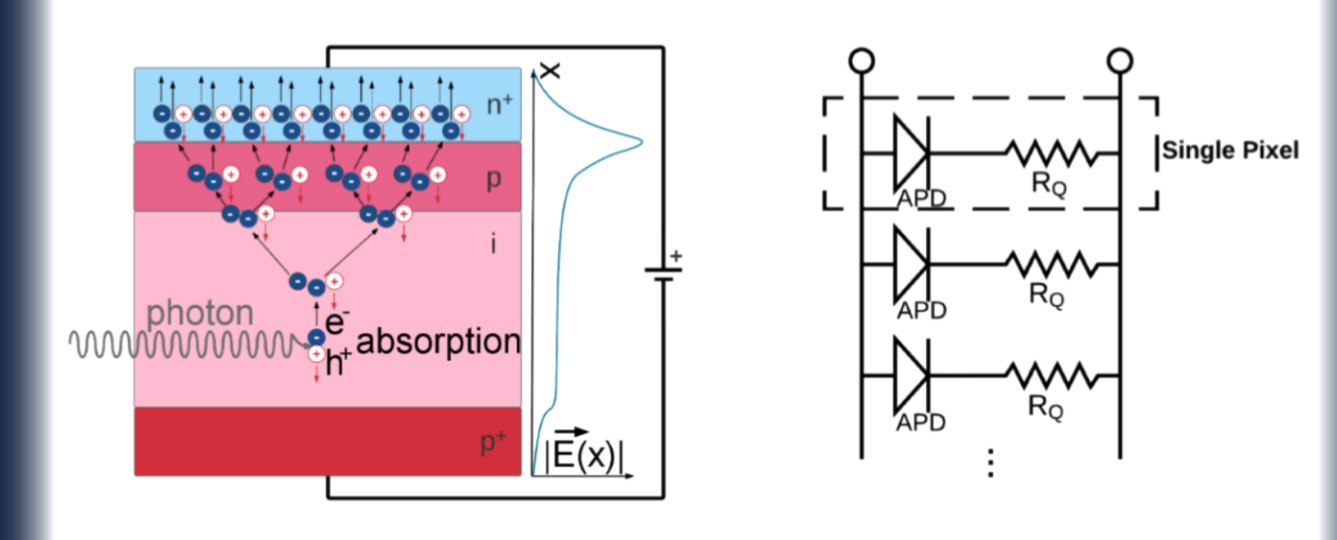 x
n⁺
p
i
photon
e⁻
h⁺
absorption
p⁺
|E⃗(x)|
+
Single Pixel
APD
R_Q
APD
R_Q
APD
R_Q
⋮